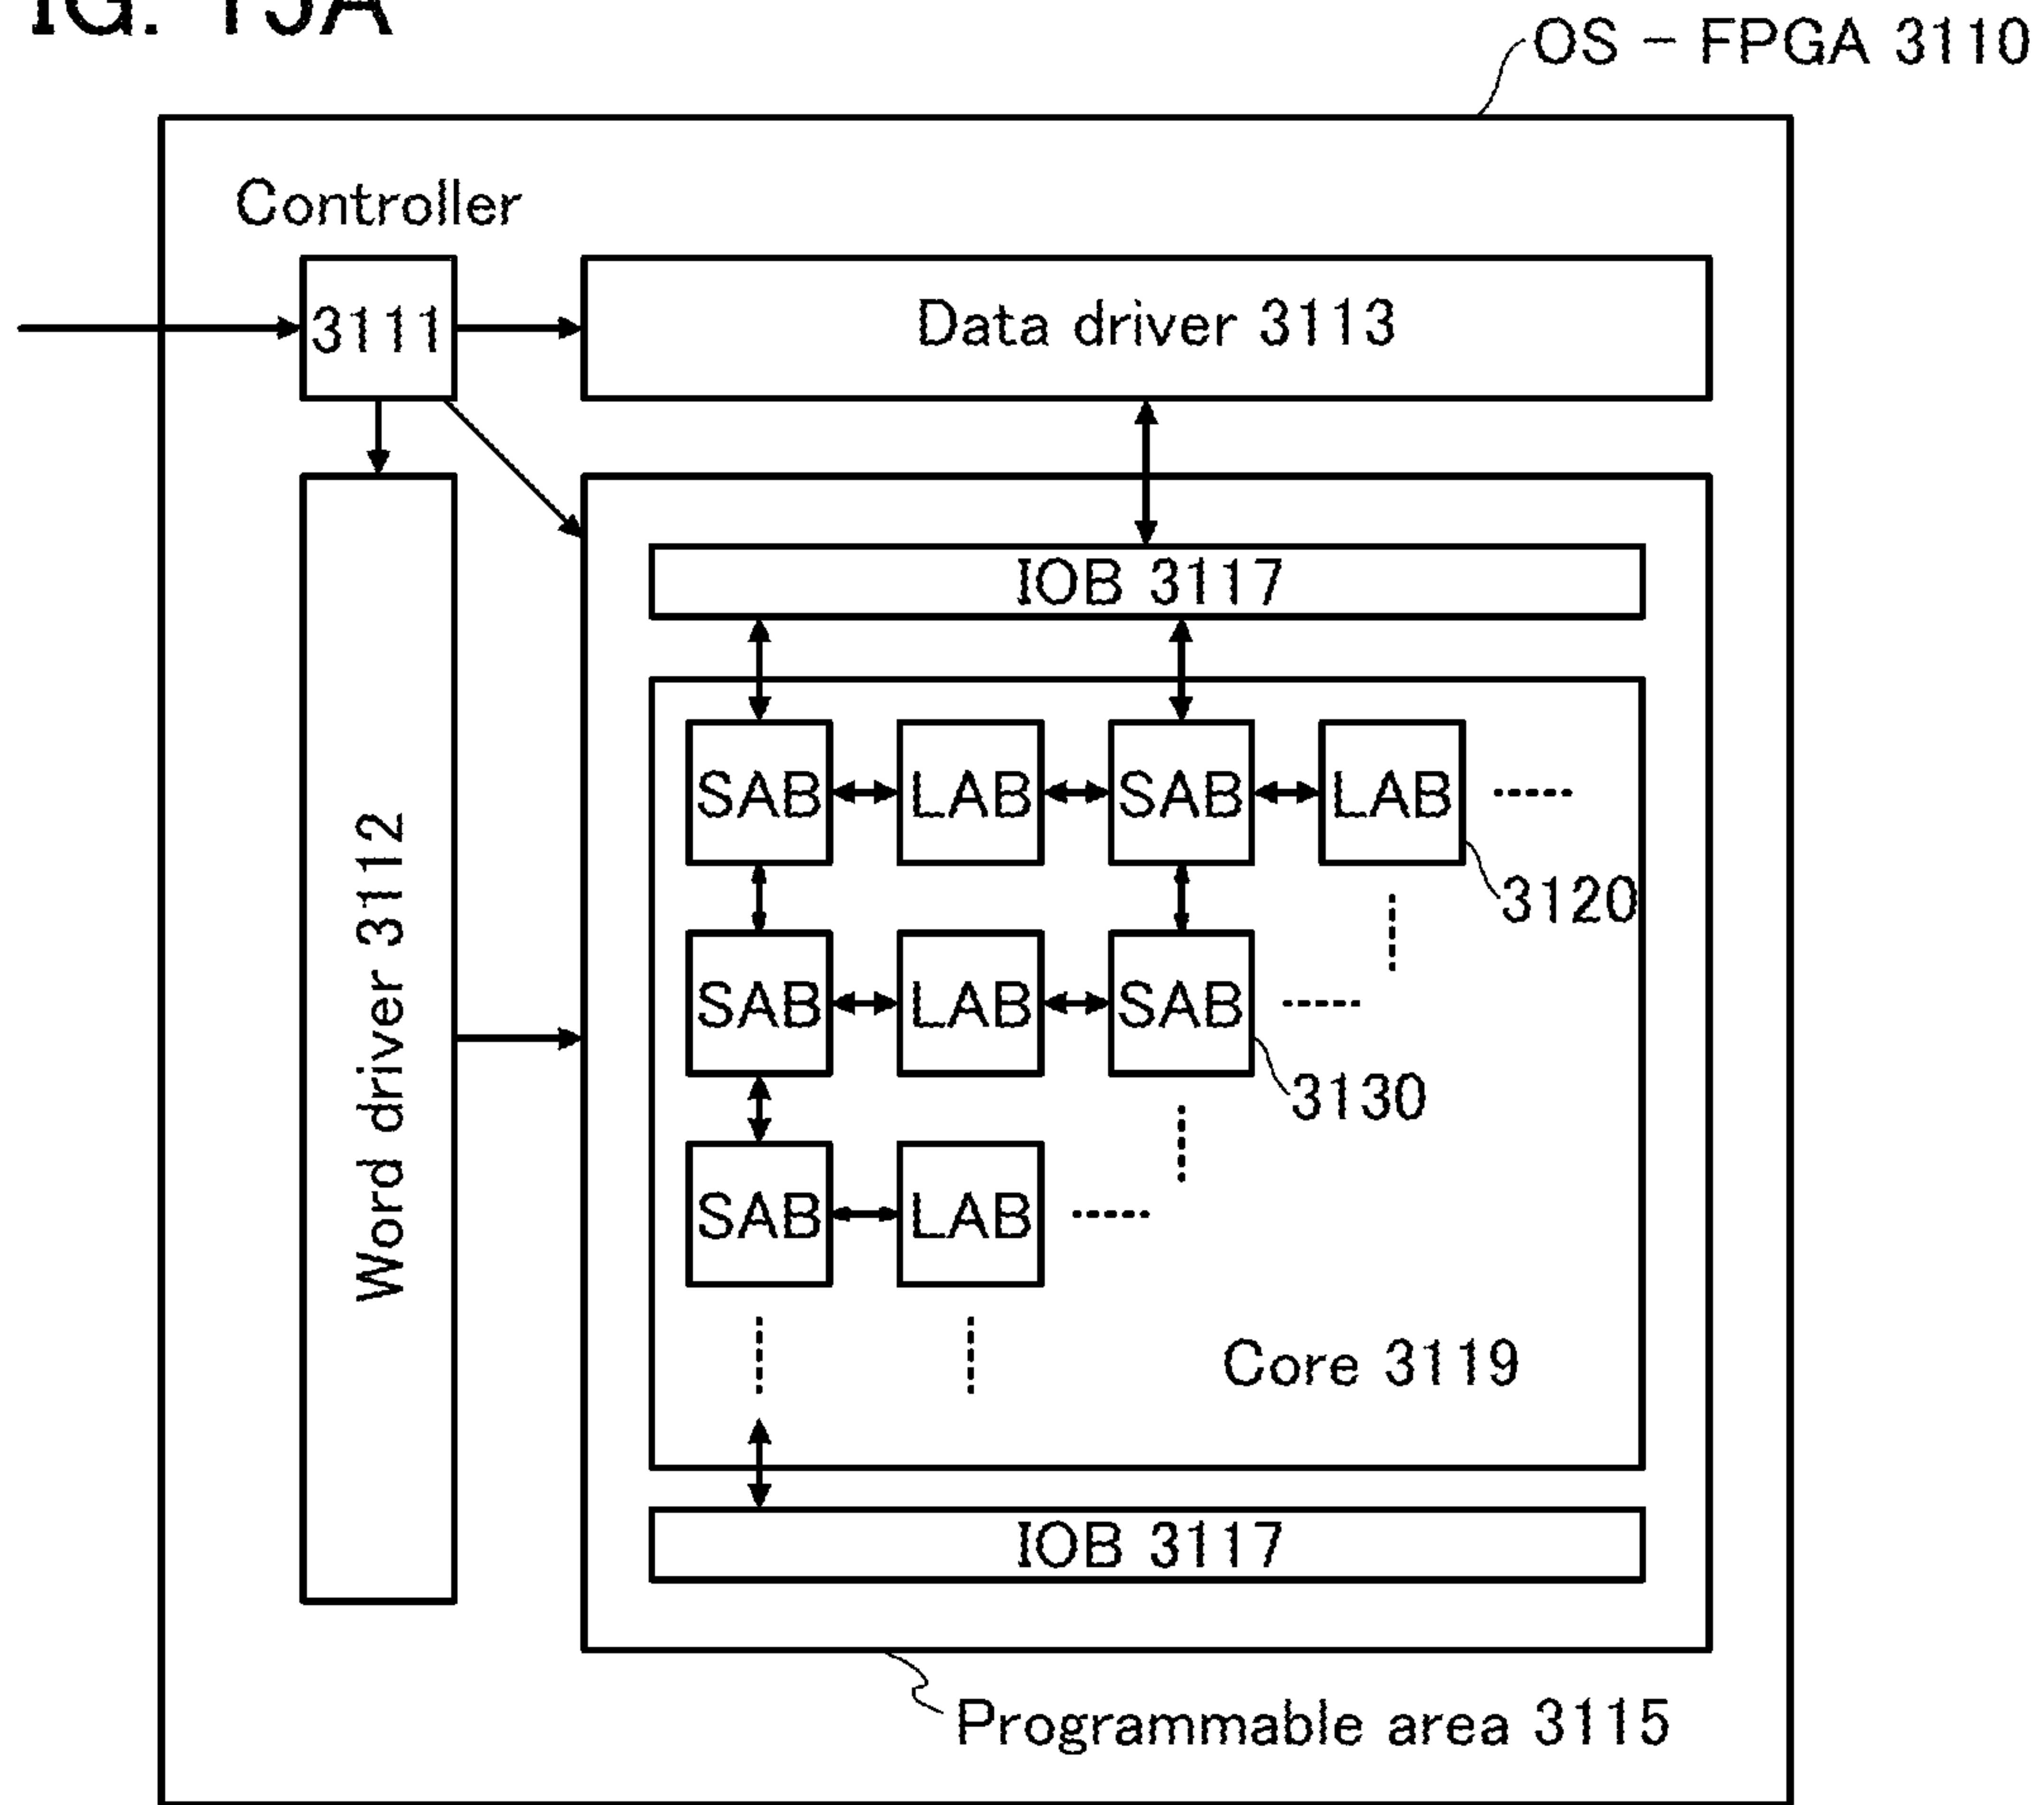 IG. 15A
OS - FPGA 3110
Controller
3111
Data driver 3113
Word driver 3112
IOB 3117
SAB LAB SAB LAB
3120
SAB LAB SAB
3130
SAB LAB
Core 3119
IOB 3117
Programmable area 3115